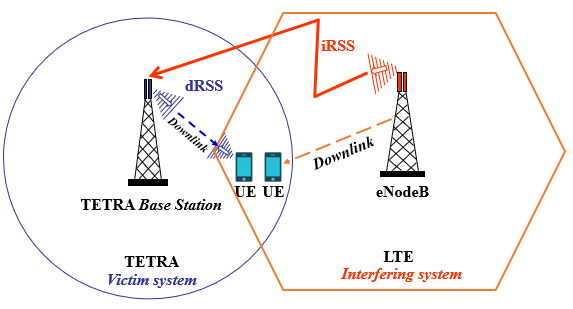 iRSS
dRSS
Downlink
Downlink
UE UE
TETRA Base Station
eNodeB
TETRA
Victim system
LTE
Interfering system